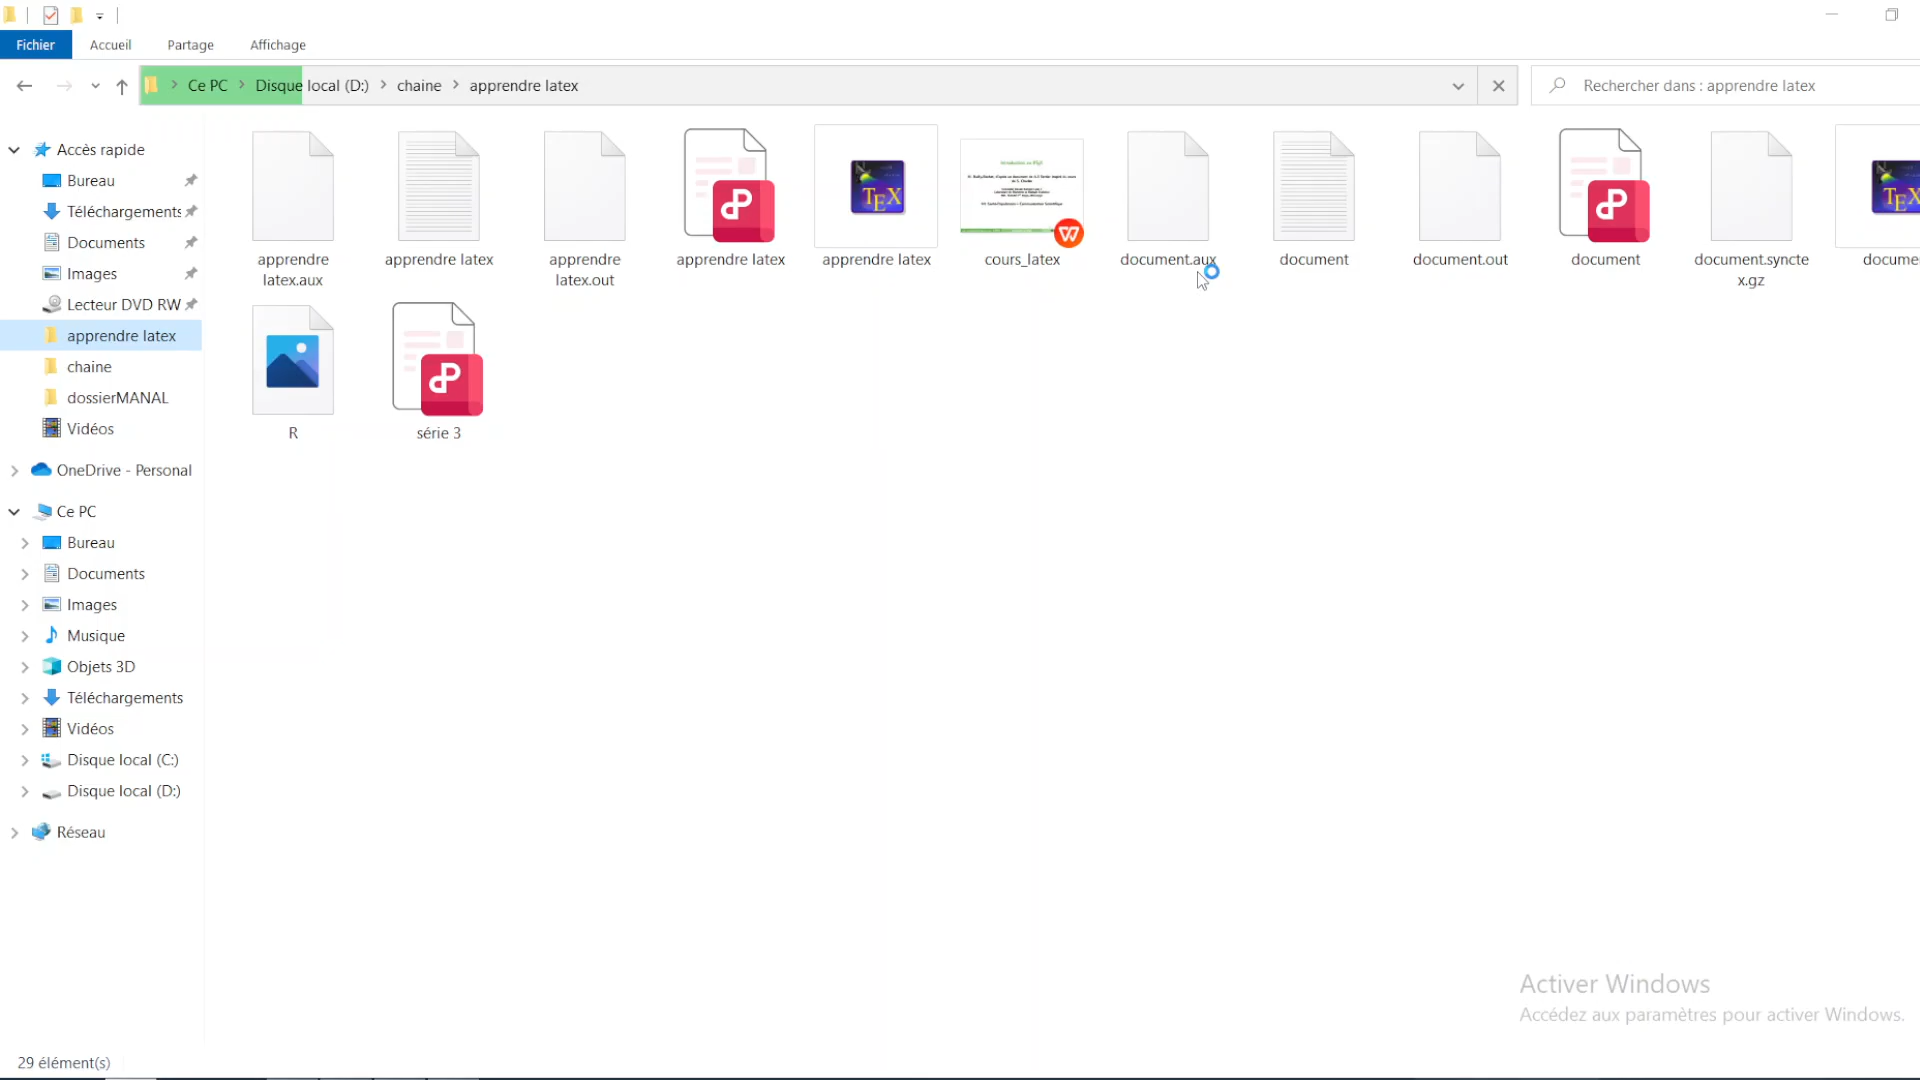 Fichier
Accueil
Partage
Affichage
Ce PC
Disque local (D:)
chaine
apprendre latex
Rechercher dans : apprendre latex
Accès rapide
Bureau
Téléchargements
Documents
Images
Lecteur DVD RW
apprendre latex
chaine
dossierMANAL
Vidéos
OneDrive - Personal
Ce PC
Bureau
Documents
Images
Musique
Objets 3D
Téléchargements
Vidéos
Disque local (C:)
Disque local (D:)
Réseau
apprendre
latex.aux
apprendre latex
apprendre
latex.out
apprendre latex
TEX
apprendre latex
cours_latex
document.aux
document
document.out
document
document.syncte
x.gz
TEX
docume
R
série 3
Activer Windows
Accédez aux paramètres pour activer Windows.
29 élément(s)